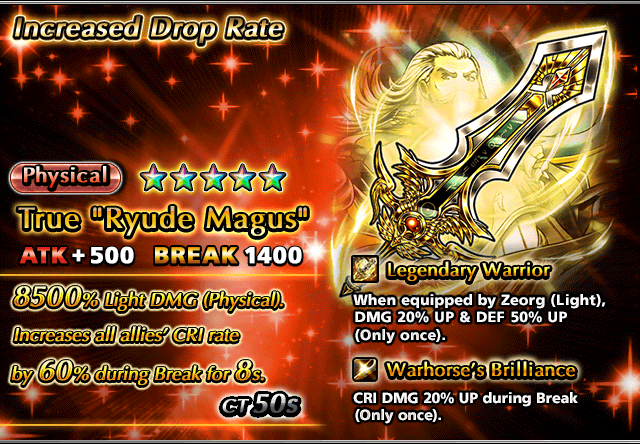 Increased Drop Rate
Physical
True "Ryude Magus"
ATK + 500 BREAK 1400
8500% Light DMG (Physical).
Increases all allies' CRI rate
by 60% during Break for 8s.
CT 50s
Legendary Warrior
When equipped by Zeorg (Light),
DMG 20% UP & DEF 50% UP
(Only once).
Warhorse's Brilliance
CRI DMG 20% UP during Break
(Only once).